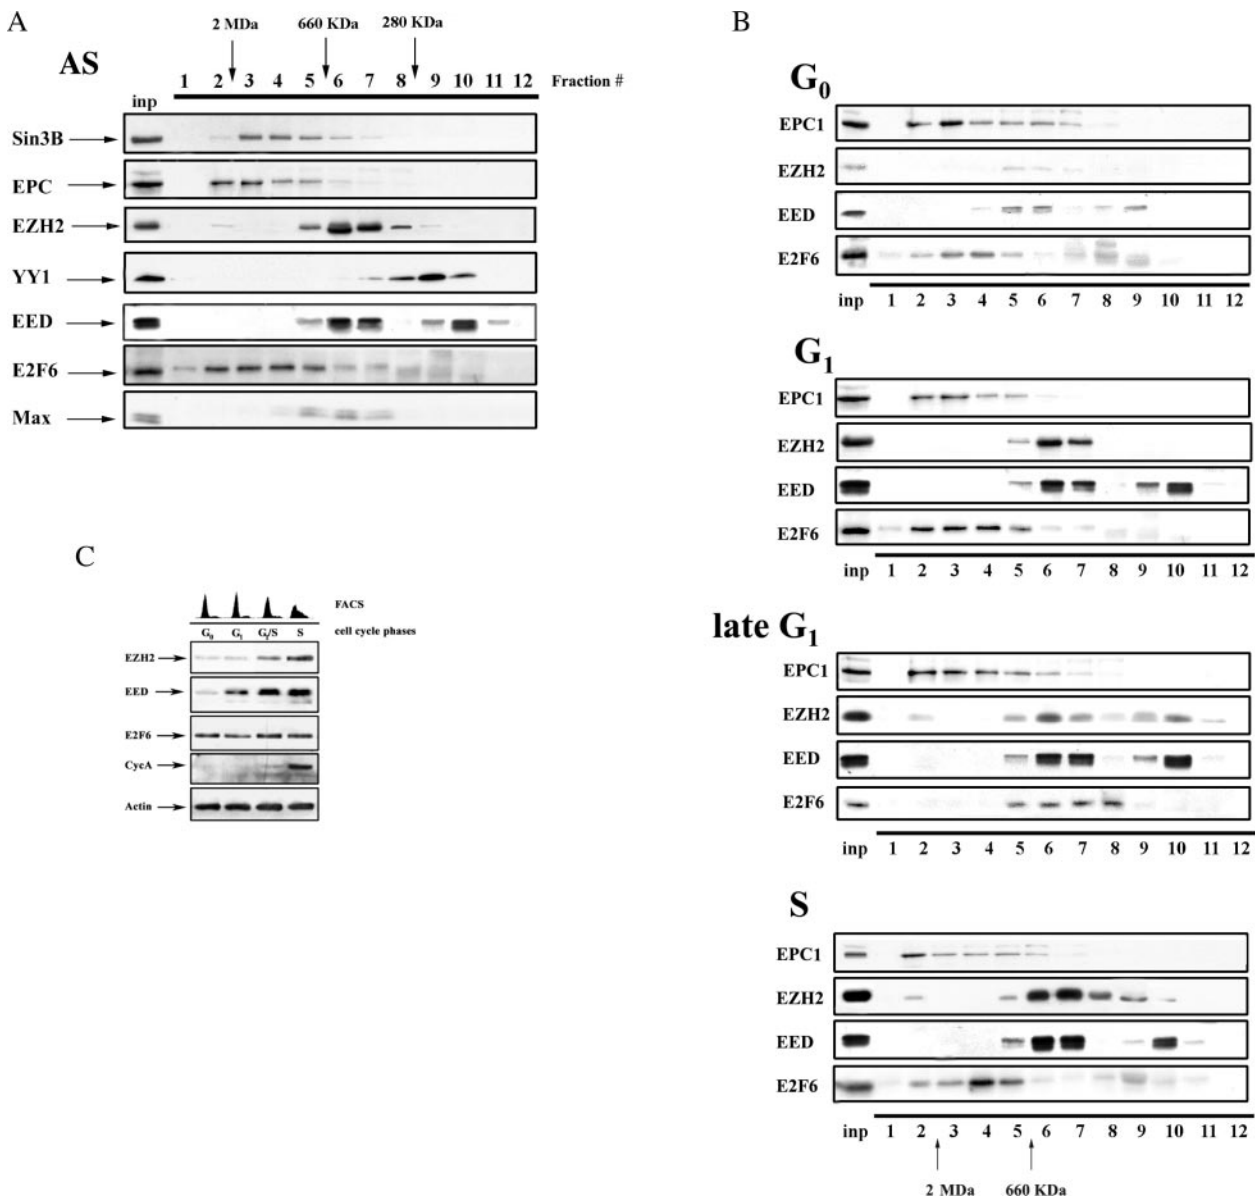 A
2 MDa 660 KDa 280 KDa
AS
1 2 3 4 5 6 7 8 9 10 11 12 Fraction #
inp
Sin3B
EPC
EZH2
YY1
EED
E2F6
Max
B
G0
EPC1
EZH2
EED
E2F6
inp 1 2 3 4 5 6 7 8 9 10 11 12
G1
EPC1
EZH2
EED
E2F6
inp 1 2 3 4 5 6 7 8 9 10 11 12
late G1
EPC1
EZH2
EED
E2F6
inp 1 2 3 4 5 6 7 8 9 10 11 12
S
EPC1
EZH2
EED
E2F6
inp 1 2 3 4 5 6 7 8 9 10 11 12
2 MDa 660 KDa
C
FACS
G0 G1 G1/S S cell cycle phases
EZH2
EED
E2F6
CycA
Actin